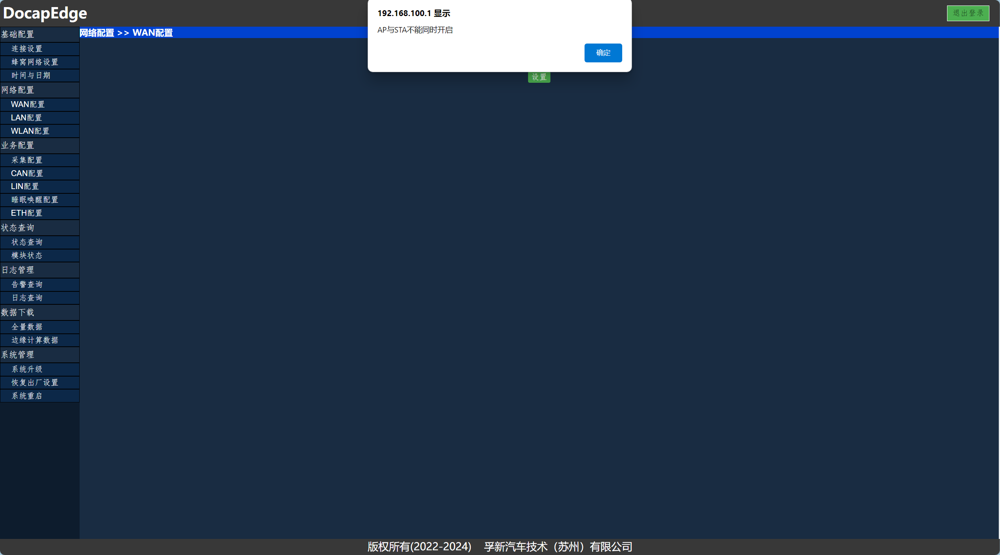 DocapEdge
192.168.100.1 显示
AP与STA不能同时开启
确定
退出登录
网络配置 >> WAN配置
设置
基础配置
连接设置
蜂窝网络设置
时间与日期
网络配置
WAN配置
LAN配置
WLAN配置
业务配置
采集配置
CAN配置
LIN配置
睡眠唤醒配置
ETH配置
状态查询
状态查询
模块状态
日志管理
告警查询
日志查询
数据下载
全量数据
边缘计算数据
系统管理
系统升级
恢复出厂设置
系统重启
版权所有(2022-2024) 孚新汽车技术（苏州）有限公司